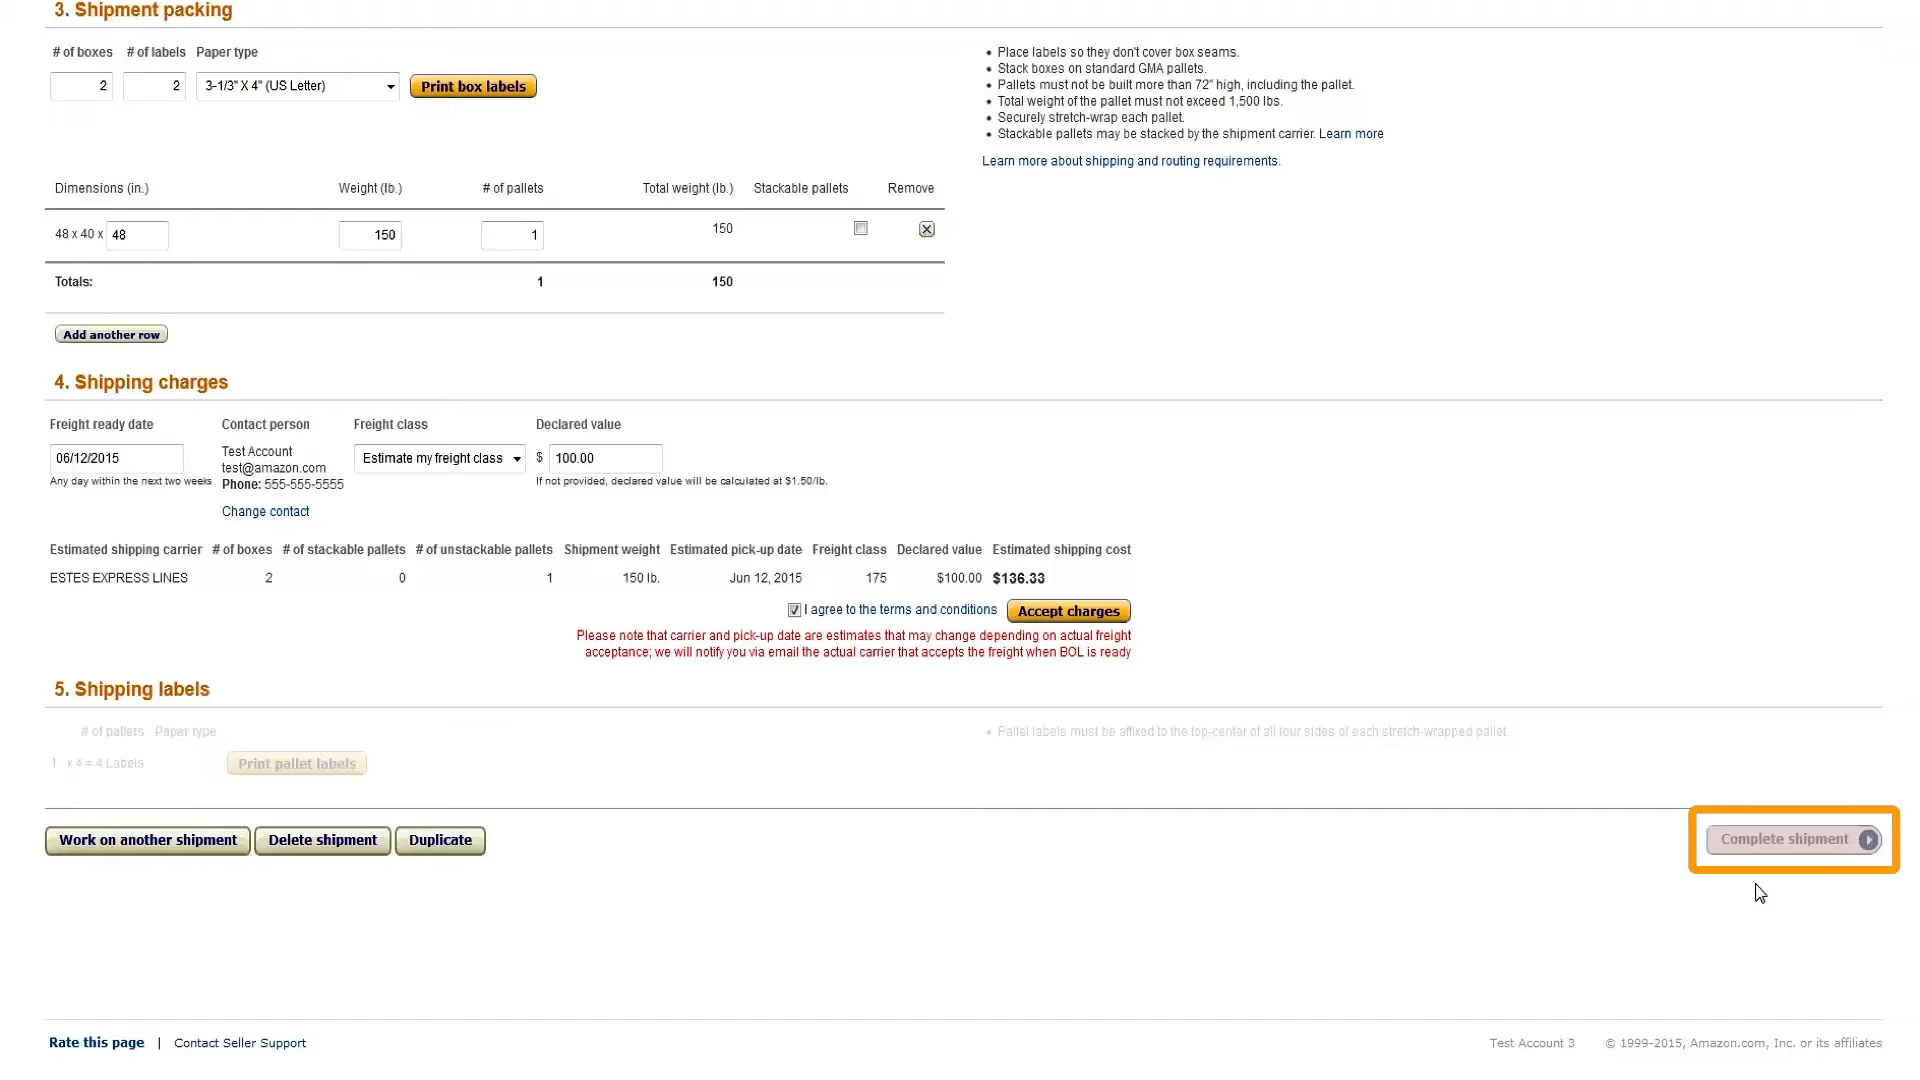 3. Shipment packing
# of boxes # of labels Paper type
2 2 3-1/3" X 4" (US Letter) Print box labels
Place labels so they don't cover box seams.
Stack boxes on standard GMA pallets.
Pallets must not be built more than 72" high, including the pallet.
Total weight of the pallet must not exceed 1,500 lbs.
Securely stretch-wrap each pallet.
Stackable pallets may be stacked by the shipment carrier. Learn more
Learn more about shipping and routing requirements.
Dimensions (in.) Weight (lb.) # of pallets Total weight (lb.) Stackable pallets Remove
48 x 40 x 48 150 1 150
Totals: 1 150
Add another row
4. Shipping charges
Freight ready date Contact person Freight class Declared value
06/12/2015 Test Account Estimate my freight class $ 100.00
test@amazon.com
Any day within the next two weeks Phone: 555-555-5555 If not provided, declared value will be calculated at $1.50/lb.
Change contact
Estimated shipping carrier # of boxes # of stackable pallets # of unstackable pallets Shipment weight Estimated pick-up date Freight class Declared value Estimated shipping cost
ESTES EXPRESS LINES 2 0 1 150 lb. Jun 12, 2015 175 $100.00 $136.33
I agree to the terms and conditions Accept charges
Please note that carrier and pick-up date are estimates that may change depending on actual freight
acceptance; we will notify you via email the actual carrier that accepts the freight when BOL is ready
5. Shipping labels
# of pallets Paper type
1 x 4 = 4 Labels Print pallet labels
Pallet labels must be affixed to the top-center of all four sides of each stretch-wrapped pallet.
Work on another shipment Delete shipment Duplicate Complete shipment
Rate this page | Contact Seller Support Test Account 3 © 1999-2015, Amazon.com, Inc. or its affiliates